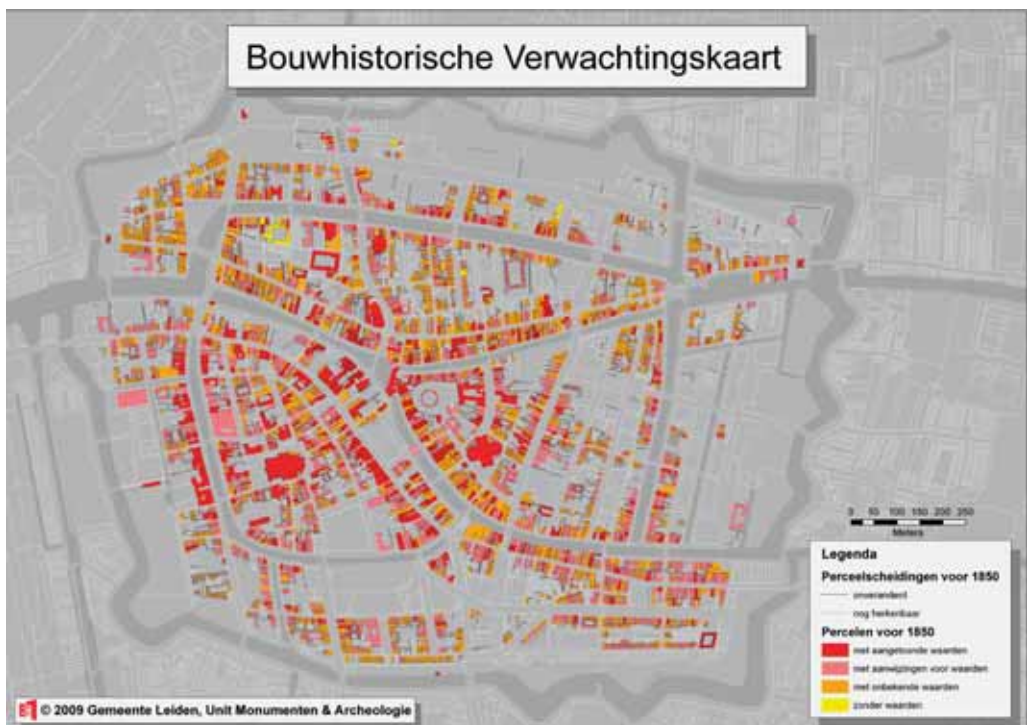 Bouwhistorische Verwachtingskaart
0 50 100 150 200 250
Meters
Legenda
Perceelscheidingen voor 1850
onveranderd
nog herkenbaar
Percelen voor 1850
met aangetoonde waarden
met aanwijzingen voor waarden
met onbekende waarden
zonder waarden
© 2009 Gemeente Leiden, Unit Monumenten & Archeologie